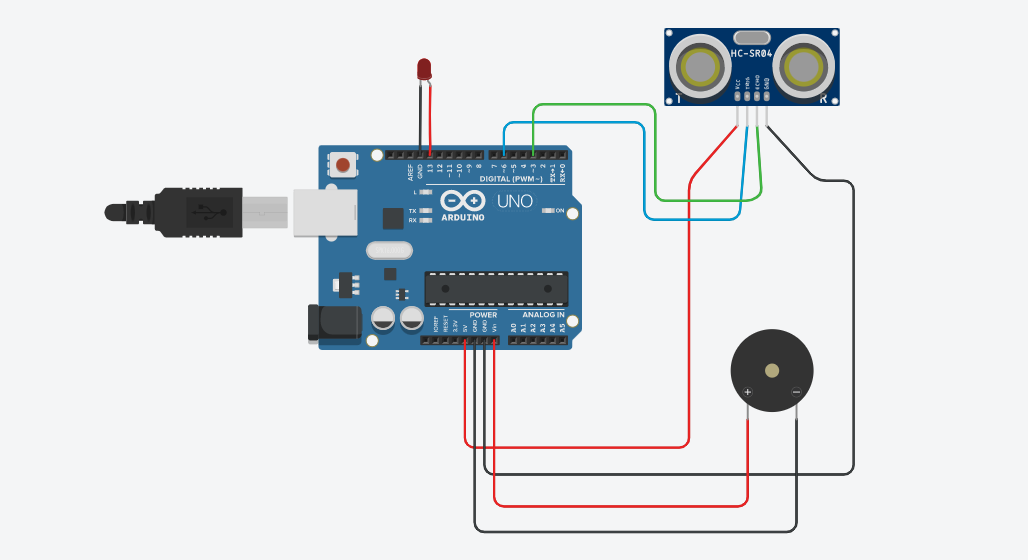 HC-SR04
VCC
TRIG
ECHO
GND
T
R
AREF
GND
13
12
~11
~10
~9
8
7
~6
~5
4
~3
2
TX→1
RX←0
DIGITAL (PWM~)
L
TX
RX
ARDUINO
UNO
ON
POWER
ANALOG IN
IOREF
RESET
3.3V
5V
GND
GND
Vin
A0
A1
A2
A3
A4
A5
+
−